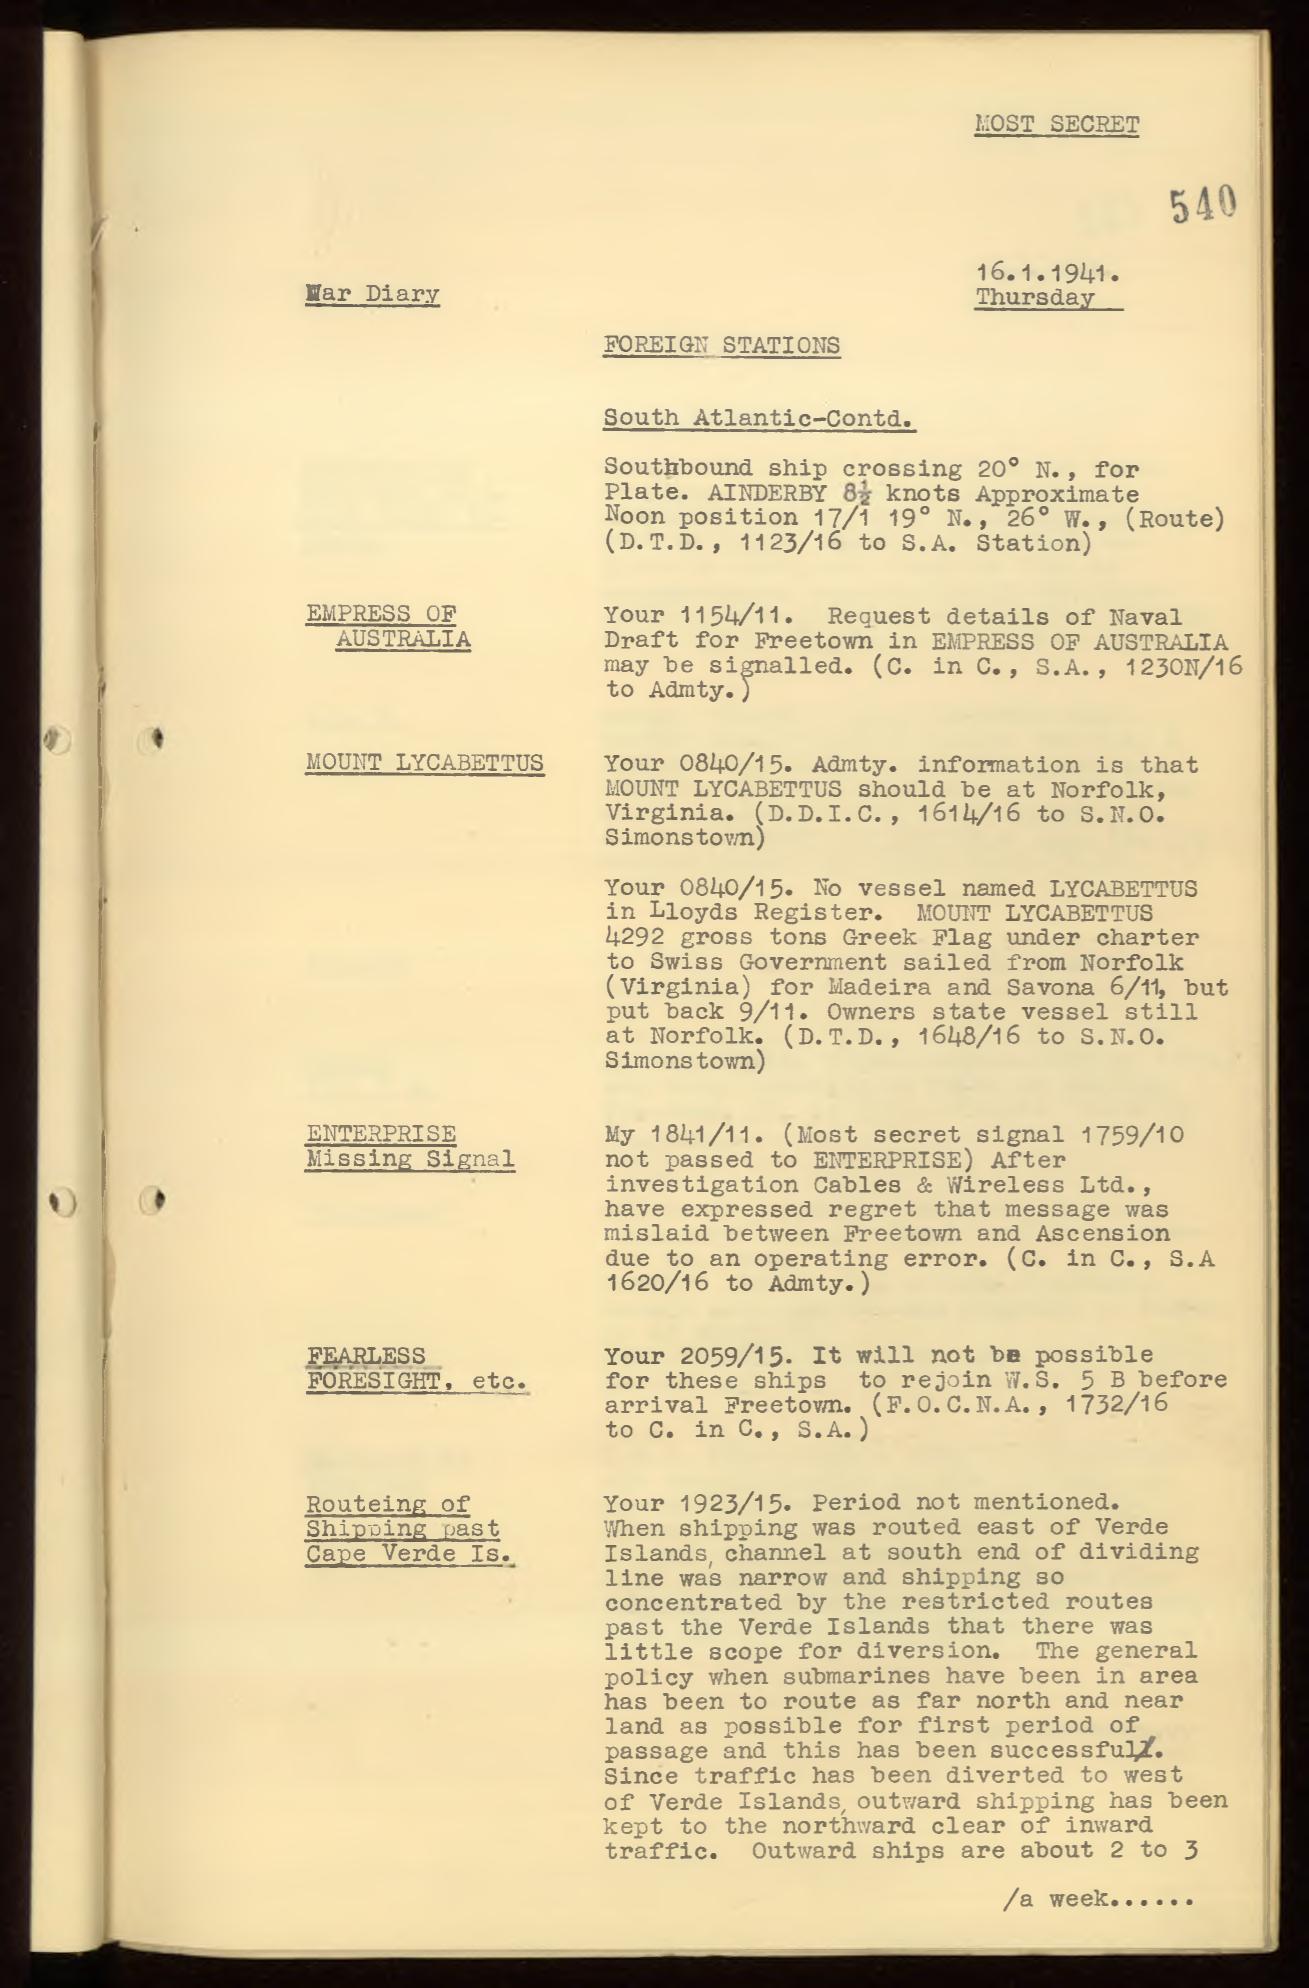 MOST SECRET
540
16.1.1941.
War Diary
Thursday
FOREIGN STATIONS
South Atlantic-Contd.
Southbound ship crossing 20° N., for
Plate. AINDERBY 8½ knots Approximate
Noon position 17/1 19° N., 26° W., (Route)
(D.T.D., 1123/16 to S.A. Station)
EMPRESS OF
AUSTRALIA
Your 1154/11. Request details of Naval
Draft for Freetown in EMPRESS OF AUSTRALIA
may be signalled. (C. in C., S.A., 1230N/16
to Admty.)
MOUNT LYCABETTUS
Your 0840/15. Admty. information is that
MOUNT LYCABETTUS should be at Norfolk,
Virginia. (D.D.I.C., 1614/16 to S.N.O.
Simonstown)
Your 0840/15. No vessel named LYCABETTUS
in Lloyds Register. MOUNT LYCABETTUS
4292 gross tons Greek Flag under charter
to Swiss Government sailed from Norfolk
(Virginia) for Madeira and Savona 6/11, but
put back 9/11. Owners state vessel still
at Norfolk. (D.T.D., 1648/16 to S.N.O.
Simonstown)
ENTERPRISE
Missing Signal
My 1841/11. (Most secret signal 1759/10
not passed to ENTERPRISE) After
investigation Cables & Wireless Ltd.,
have expressed regret that message was
mislaid between Freetown and Ascension
due to an operating error. (C. in C., S.A
1620/16 to Admty.)
FEARLESS
FORESIGHT, etc.
Your 2059/15. It will not be possible
for these ships to rejoin W.S. 5 B before
arrival Freetown. (F.O.C.N.A., 1732/16
to C. in C., S.A.)
Routeing of
Shipping past
Cape Verde Is.
Your 1923/15. Period not mentioned.
When shipping was routed east of Verde
Islands, channel at south end of dividing
line was narrow and shipping so
concentrated by the restricted routes
past the Verde Islands that there was
little scope for diversion. The general
policy when submarines have been in area
has been to route as far north and near
land as possible for first period of
passage and this has been successful.
Since traffic has been diverted to west
of Verde Islands, outward shipping has been
kept to the northward clear of inward
traffic. Outward ships are about 2 to 3
/a week......